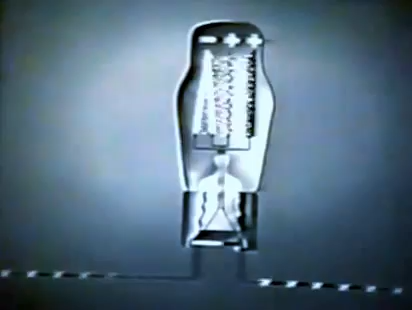 - + +